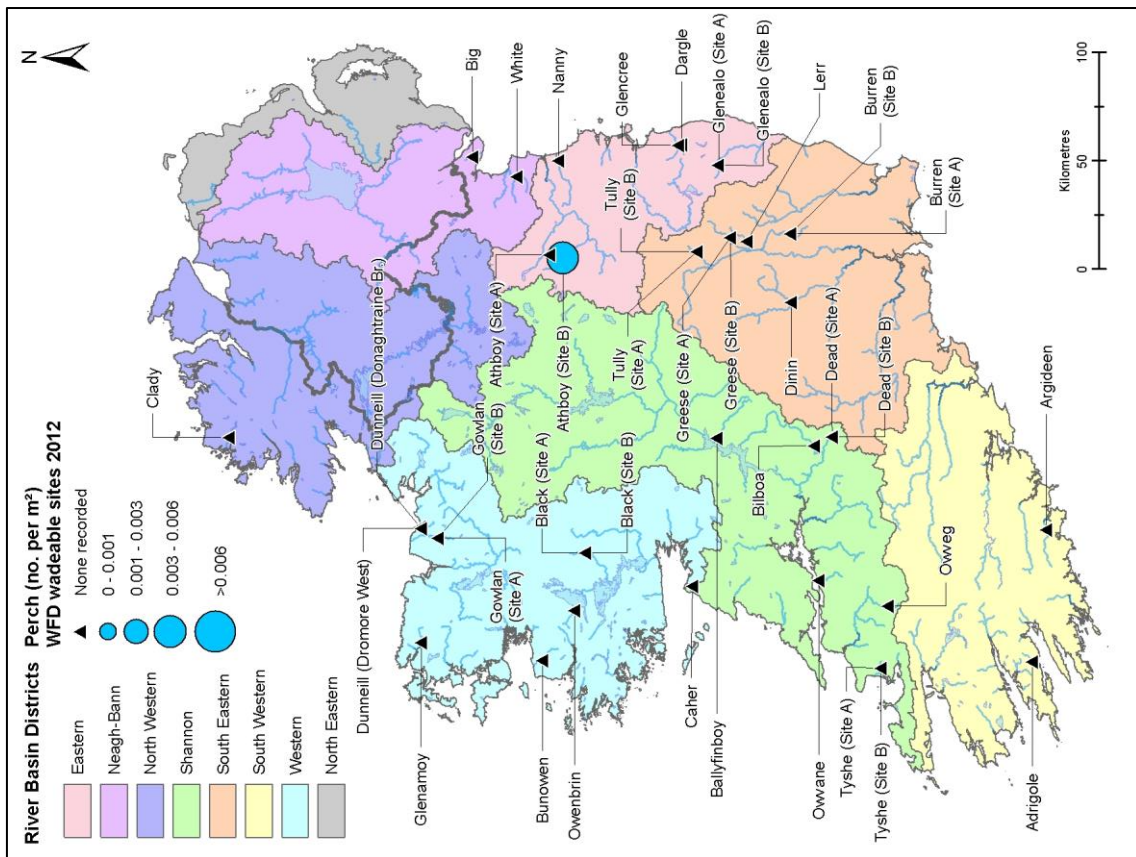 River Basin Districts
Eastern
Neagh-Bann
North Western
Shannon
South Eastern
South Western
Western
North Eastern
Perch (no. per m²)
WFD wadeable sites 2012
None recorded
0 - 0.001
0.001 - 0.003
0.003 - 0.006
>0.006
N
Clady
Dunneill (Donaghtraine Br.)
Dunneill (Dromore West)
Gowlan
(Site B)
Gowlan
(Site A)
Glenamoy
Bunowen
Owenbrin
Black (Site A)
Black (Site B)
Athboy (Site A)
Athboy (Site B)
Big
White
Nanny
Glencree
Dargle
Glenealo (Site A)
Glenealo (Site B)
Tully
(Site B)
Tully
(Site A)
Greese (Site A)
Greese (Site B)
Lerr
Burren
(Site B)
Burren
(Site A)
Dinin
Dead (Site A)
Dead (Site B)
Bilboa
Caher
Ballyfinboy
Owvane
Tyshe (Site A)
Tyshe (Site B)
Owveg
Adrigole
Argideen
0
50
100
Kilometres